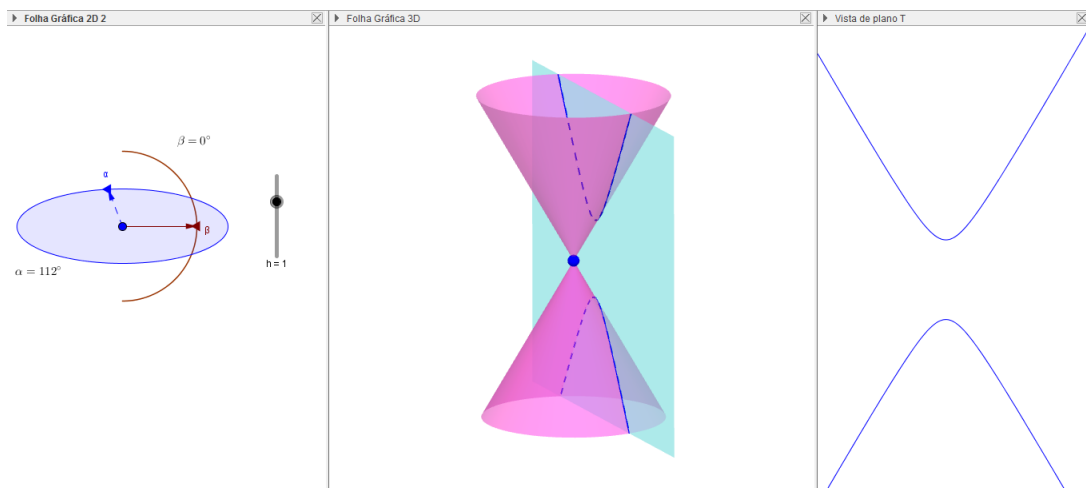 Folha Gráfica 2D 2
Folha Gráfica 3D
Vista de plano T
β = 0°
α
β
h = 1
α = 112°